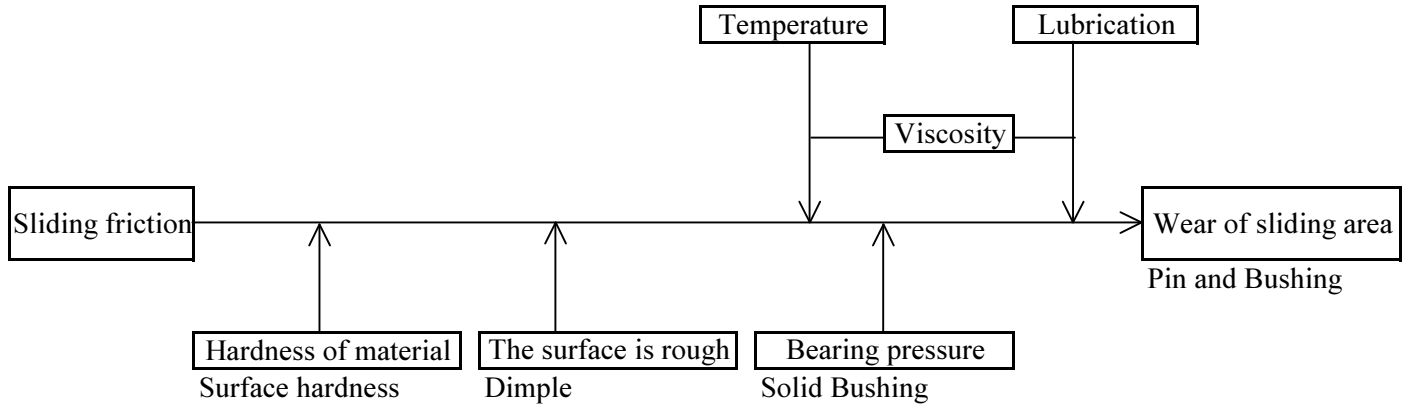 Temperature
Lubrication
Viscosity
Sliding friction
Wear of sliding area
Pin and Bushing
Hardness of material
The surface is rough
Bearing pressure
Surface hardness
Dimple
Solid Bushing